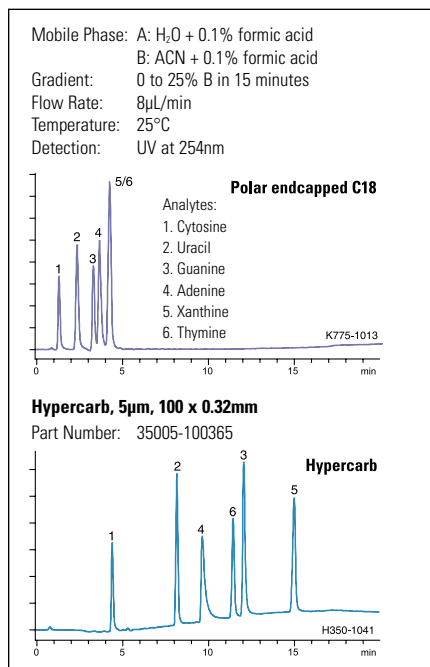 Mobile Phase: A: H₂O + 0.1% formic acid
B: ACN + 0.1% formic acid
Gradient: 0 to 25% B in 15 minutes
Flow Rate: 8µL/min
Temperature: 25°C
Detection: UV at 254nm
5/6
Polar endcapped C18
Analytes:
1. Cytosine
2. Uracil
3. Guanine
4. Adenine
5. Xanthine
6. Thymine
1
2
3
4
K775-1013
0 5 10 15 min
Hypercarb, 5µm, 100 x 0.32mm
Part Number: 35005-100365
Hypercarb
1
2
4
6
3
5
H350-1041
0 5 10 15 min